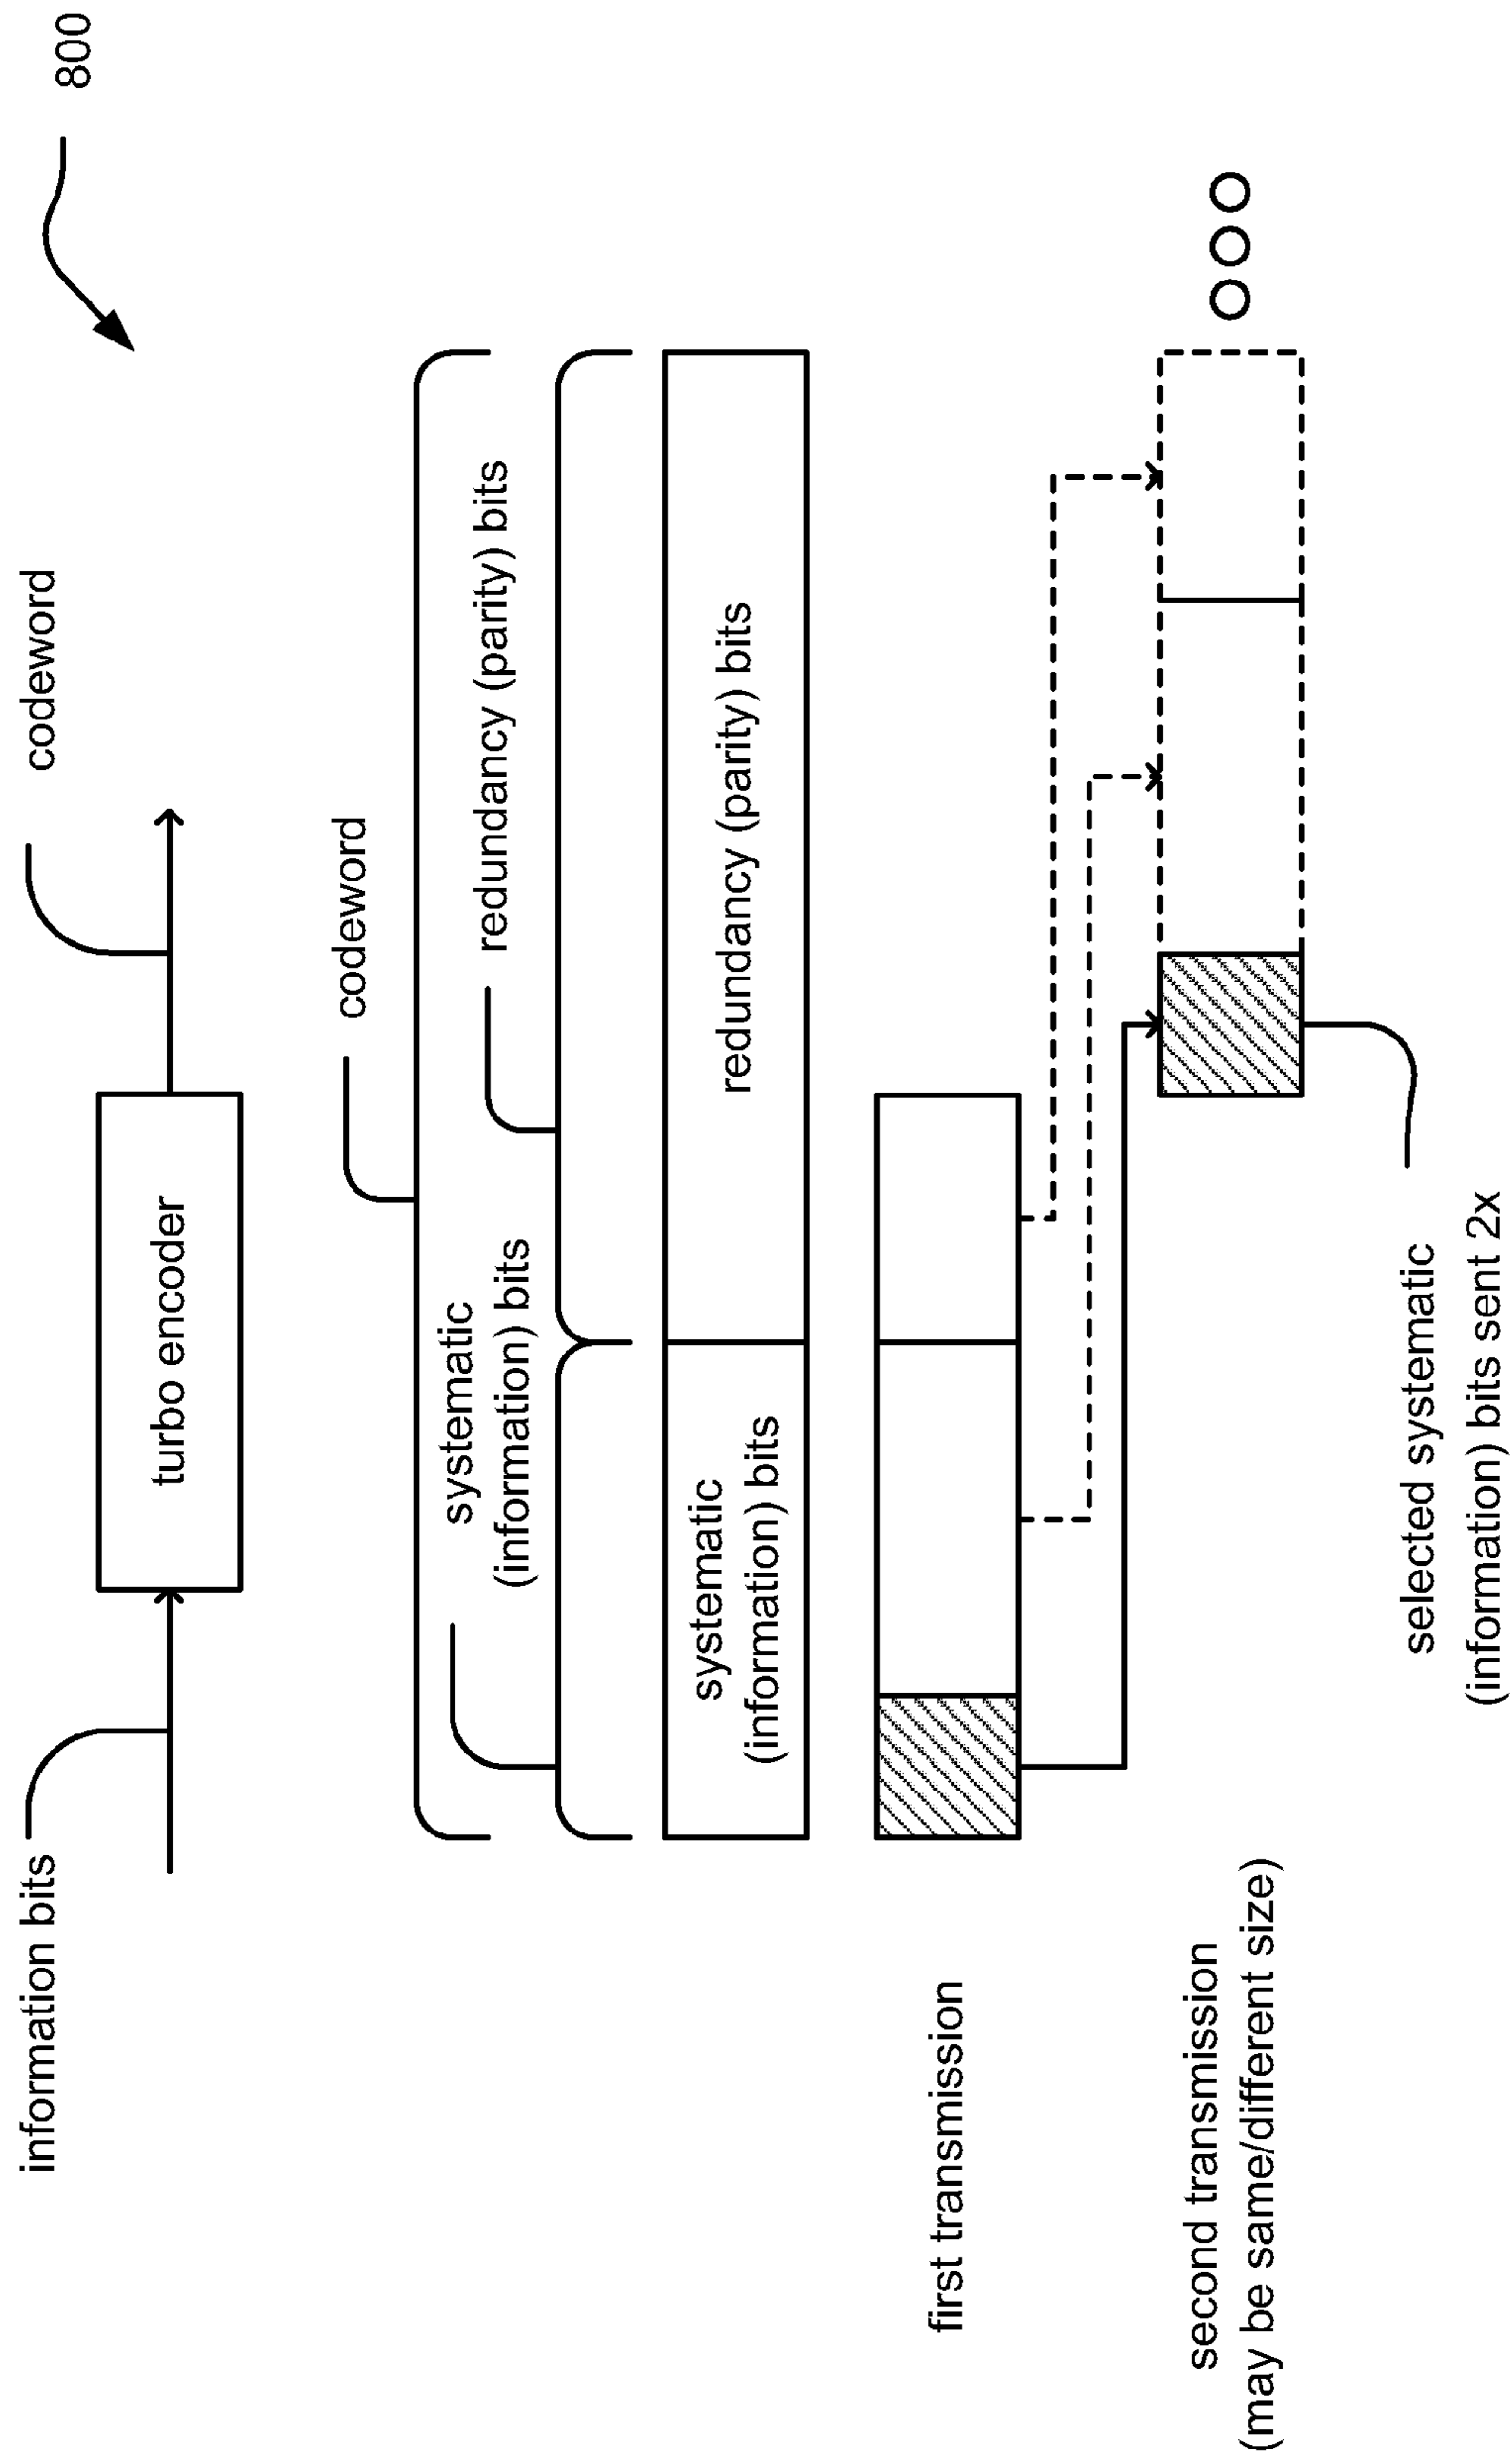 800
information bits
codeword
turbo encoder
codeword
systematic
(information) bits
redundancy (parity) bits
systematic
(information) bits
redundancy (parity) bits
first transmission
second transmission
(may be same/different size)
selected systematic
(information) bits sent 2x